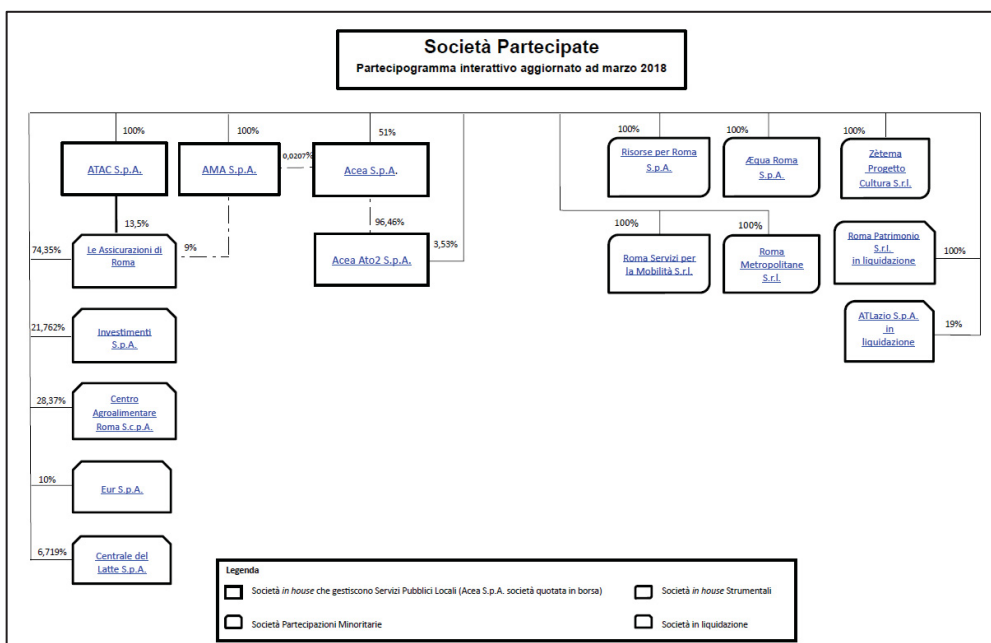 Società Partecipate
Partecipogramma interattivo aggiornato ad marzo 2018
100%
100%
51%
100%
100%
100%
ATAC S.p.A.
AMA S.p.A.
0,0207%
Acea S.p.A.
Risorse per Roma
S.p.A.
Æqua Roma
S.p.A.
Zètema
Progetto
Cultura S.r.l.
13,5%
96,46%
74,35%
Le Assicurazioni di
Roma
9%
Acea Ato2 S.p.A.
3,53%
100%
Roma Servizi per
la Mobilità S.r.l.
100%
Roma
Metropolitane
S.r.l.
Roma Patrimonio
S.r.l.
in liquidazione
100%
21,762%
Investimenti
S.p.A.
ATLazio S.p.A.
in
liquidazione
19%
28,37%
Centro
Agroalimentare
Roma S.c.p.A.
10%
Eur S.p.A.
6,719%
Centrale del
Latte S.p.A.
Legenda
Società in house che gestiscono Servizi Pubblici Locali (Acea S.p.A. società quotata in borsa)
Società in house Strumentali
Società Partecipazioni Minoritarie
Società in liquidazione